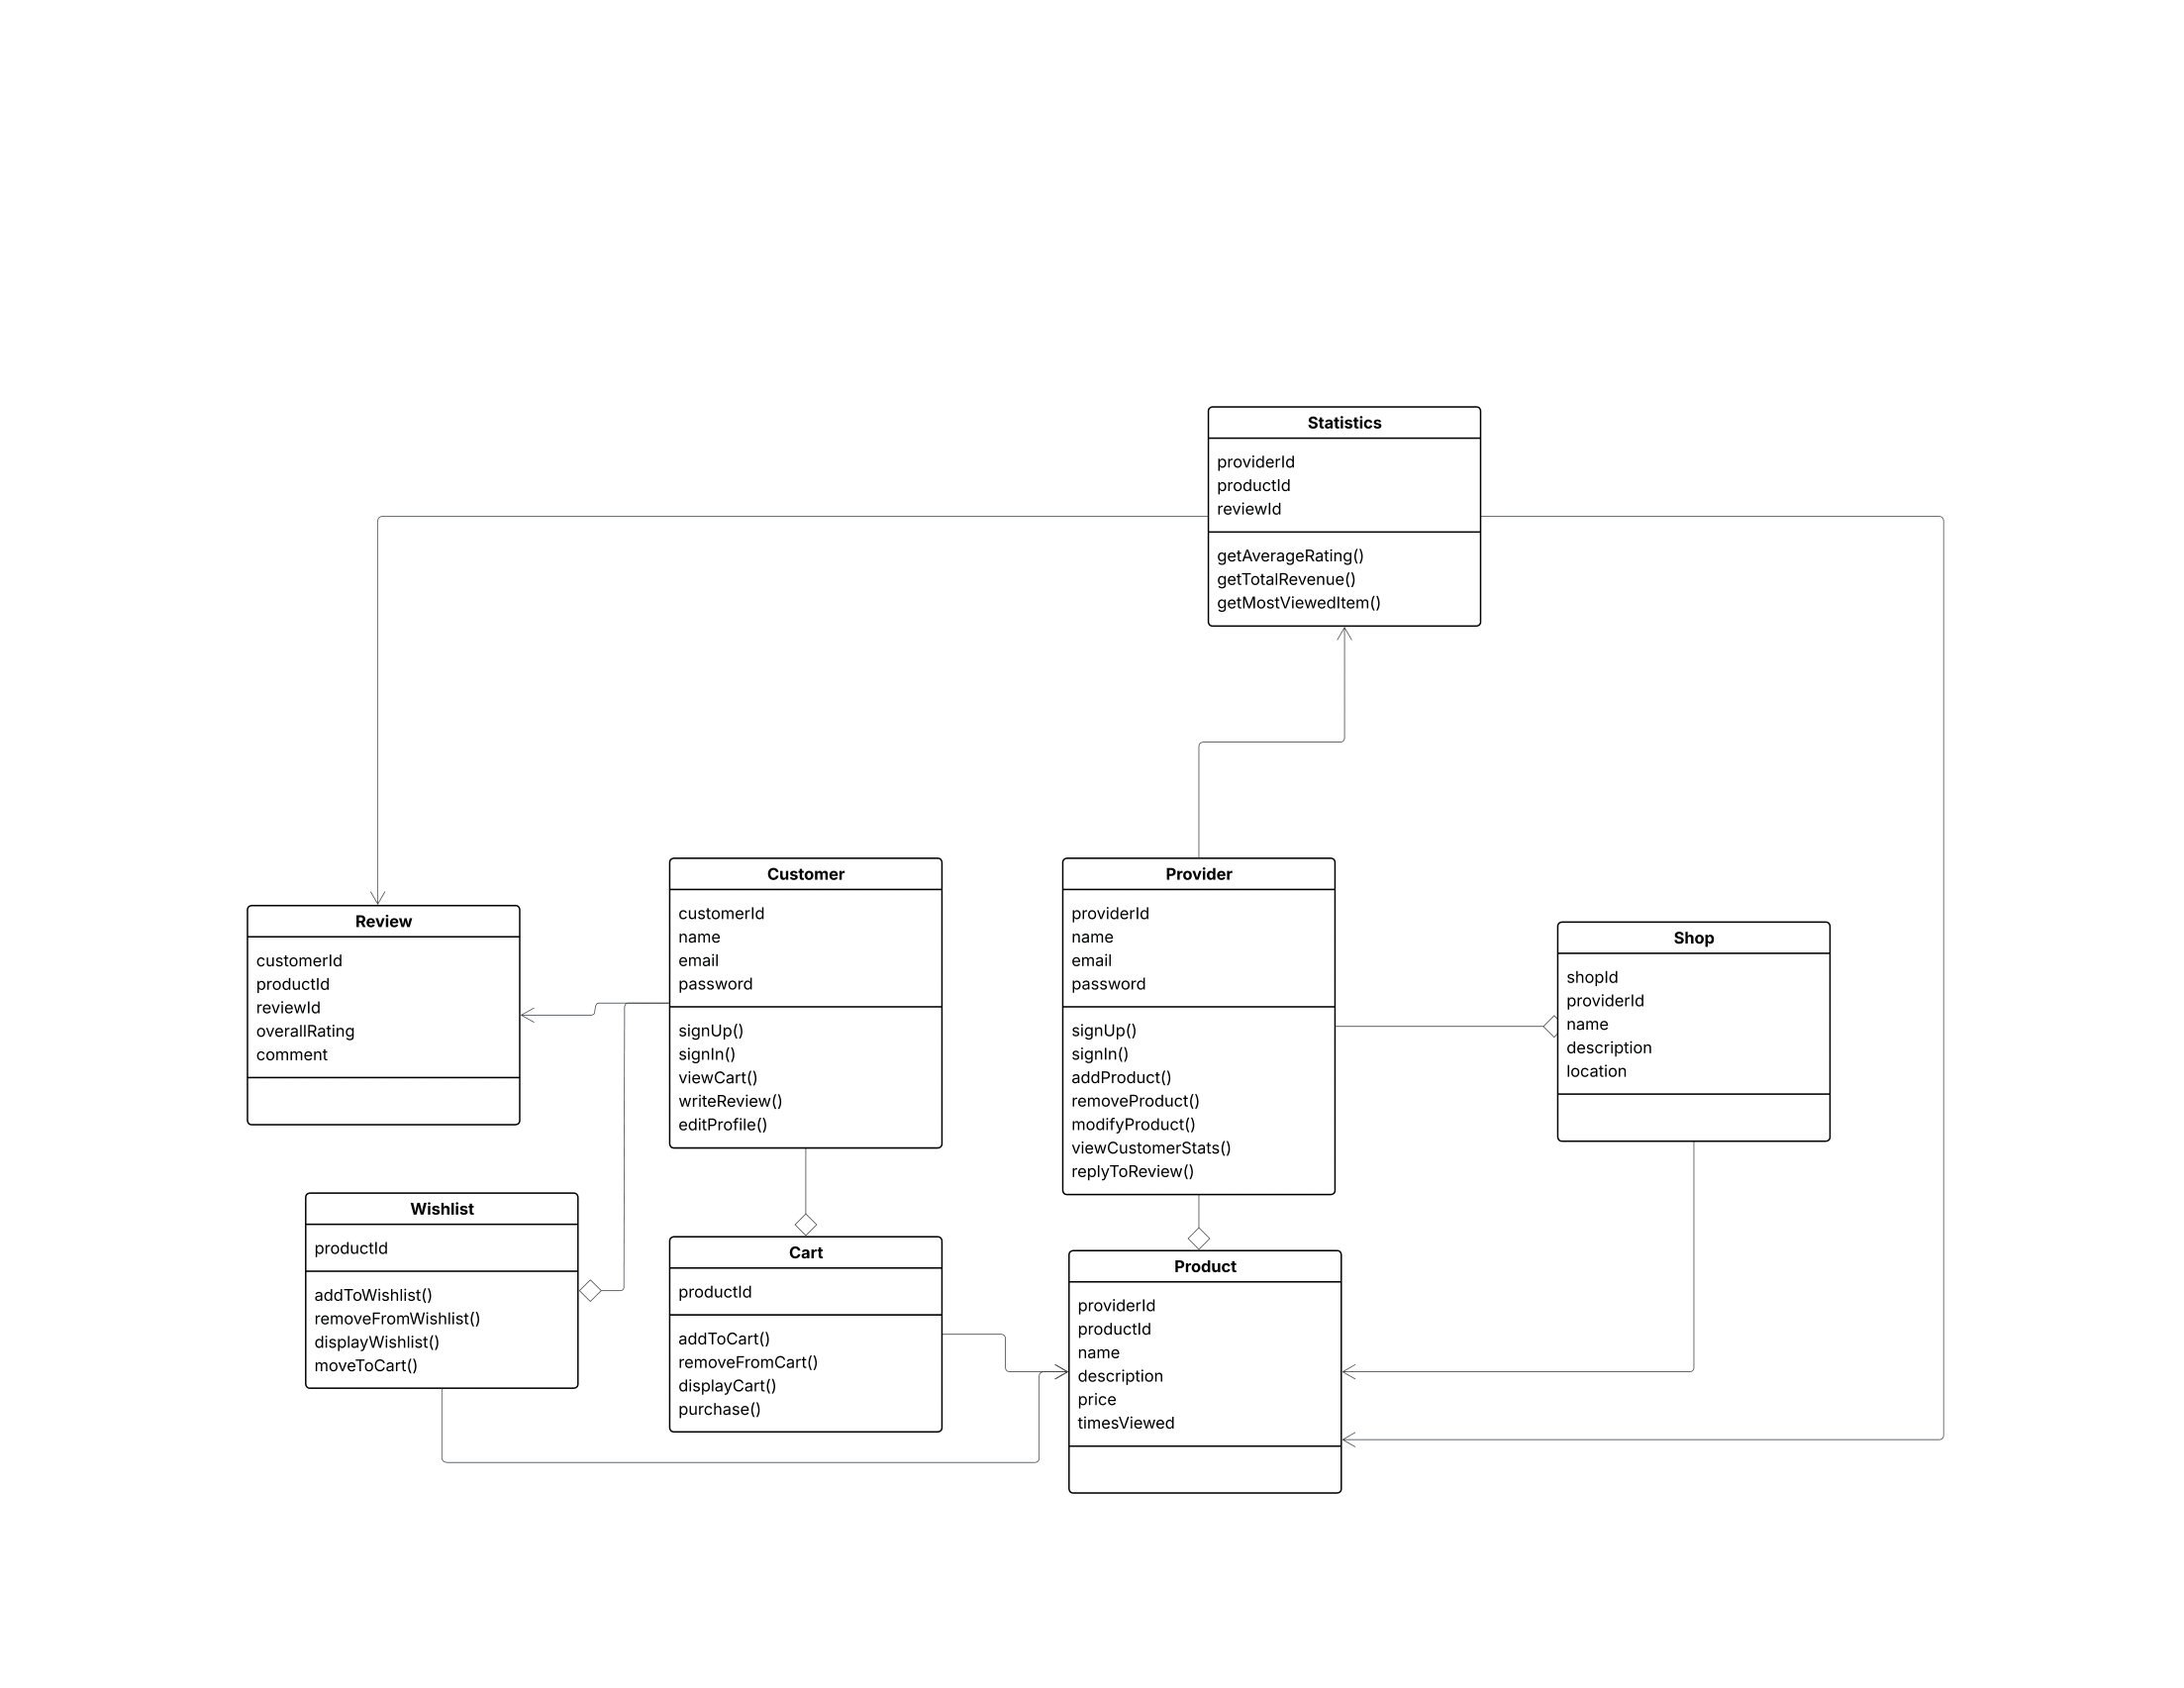 Statistics
providerId
productId
reviewId
getAverageRating()
getTotalRevenue()
getMostViewedItem()
Customer
customerId
name
email
password
signUp()
signIn()
viewCart()
writeReview()
editProfile()
Provider
providerId
name
email
password
signUp()
signIn()
addProduct()
removeProduct()
modifyProduct()
viewCustomerStats()
replyToReview()
Review
customerId
productId
reviewId
overallRating
comment
Shop
shopId
providerId
name
description
location
Wishlist
productId
addToWishlist()
removeFromWishlist()
displayWishlist()
moveToCart()
Cart
productId
addToCart()
removeFromCart()
displayCart()
purchase()
Product
providerId
productId
name
description
price
timesViewed